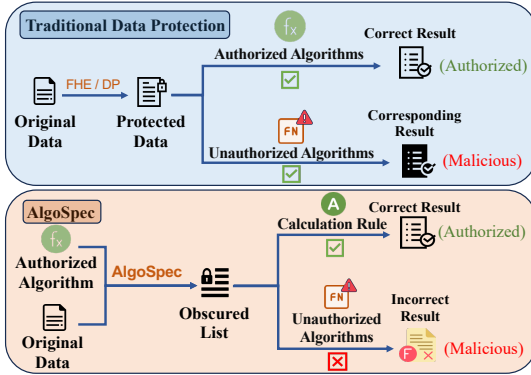 Traditional Data Protection
fx
Correct Result
Authorized Algorithms
(Authorized)
FHE / DP
Original
Data
Protected
Data
FN
Unauthorized Algorithms
Corresponding
Result
(Malicious)
AlgoSpec
fx
Authorized
Algorithm
Original
Data
AlgoSpec
Obscured
List
A
Calculation Rule
Correct Result
(Authorized)
FN
Unauthorized
Algorithms
Incorrect
Result
F
(Malicious)